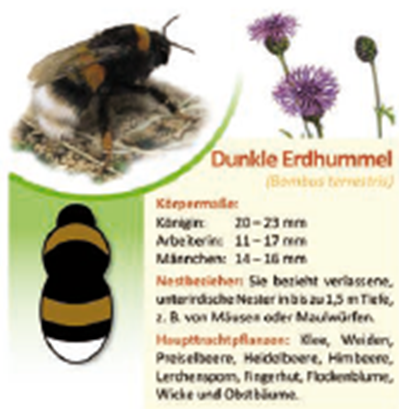 Dunkle Erdhummel
(Bombus terrestris)
Körpermaße:
Königin: 20 – 23 mm
Arbeiterin: 11 – 17 mm
Männchen: 14 – 16 mm
Nestbezieher: Sie bezieht verlassene,
unterirdische Nester in bis zu 1,5 m Tiefe,
z. B. von Mäusen oder Maulwürfen.
Haupttrachtpflanzen: Klee, Weiden,
Preiselbeere, Heidelbeere, Himbeere,
Lerchensporn, Fingerhut, Flockenblume,
Wicke und Obstbäume.